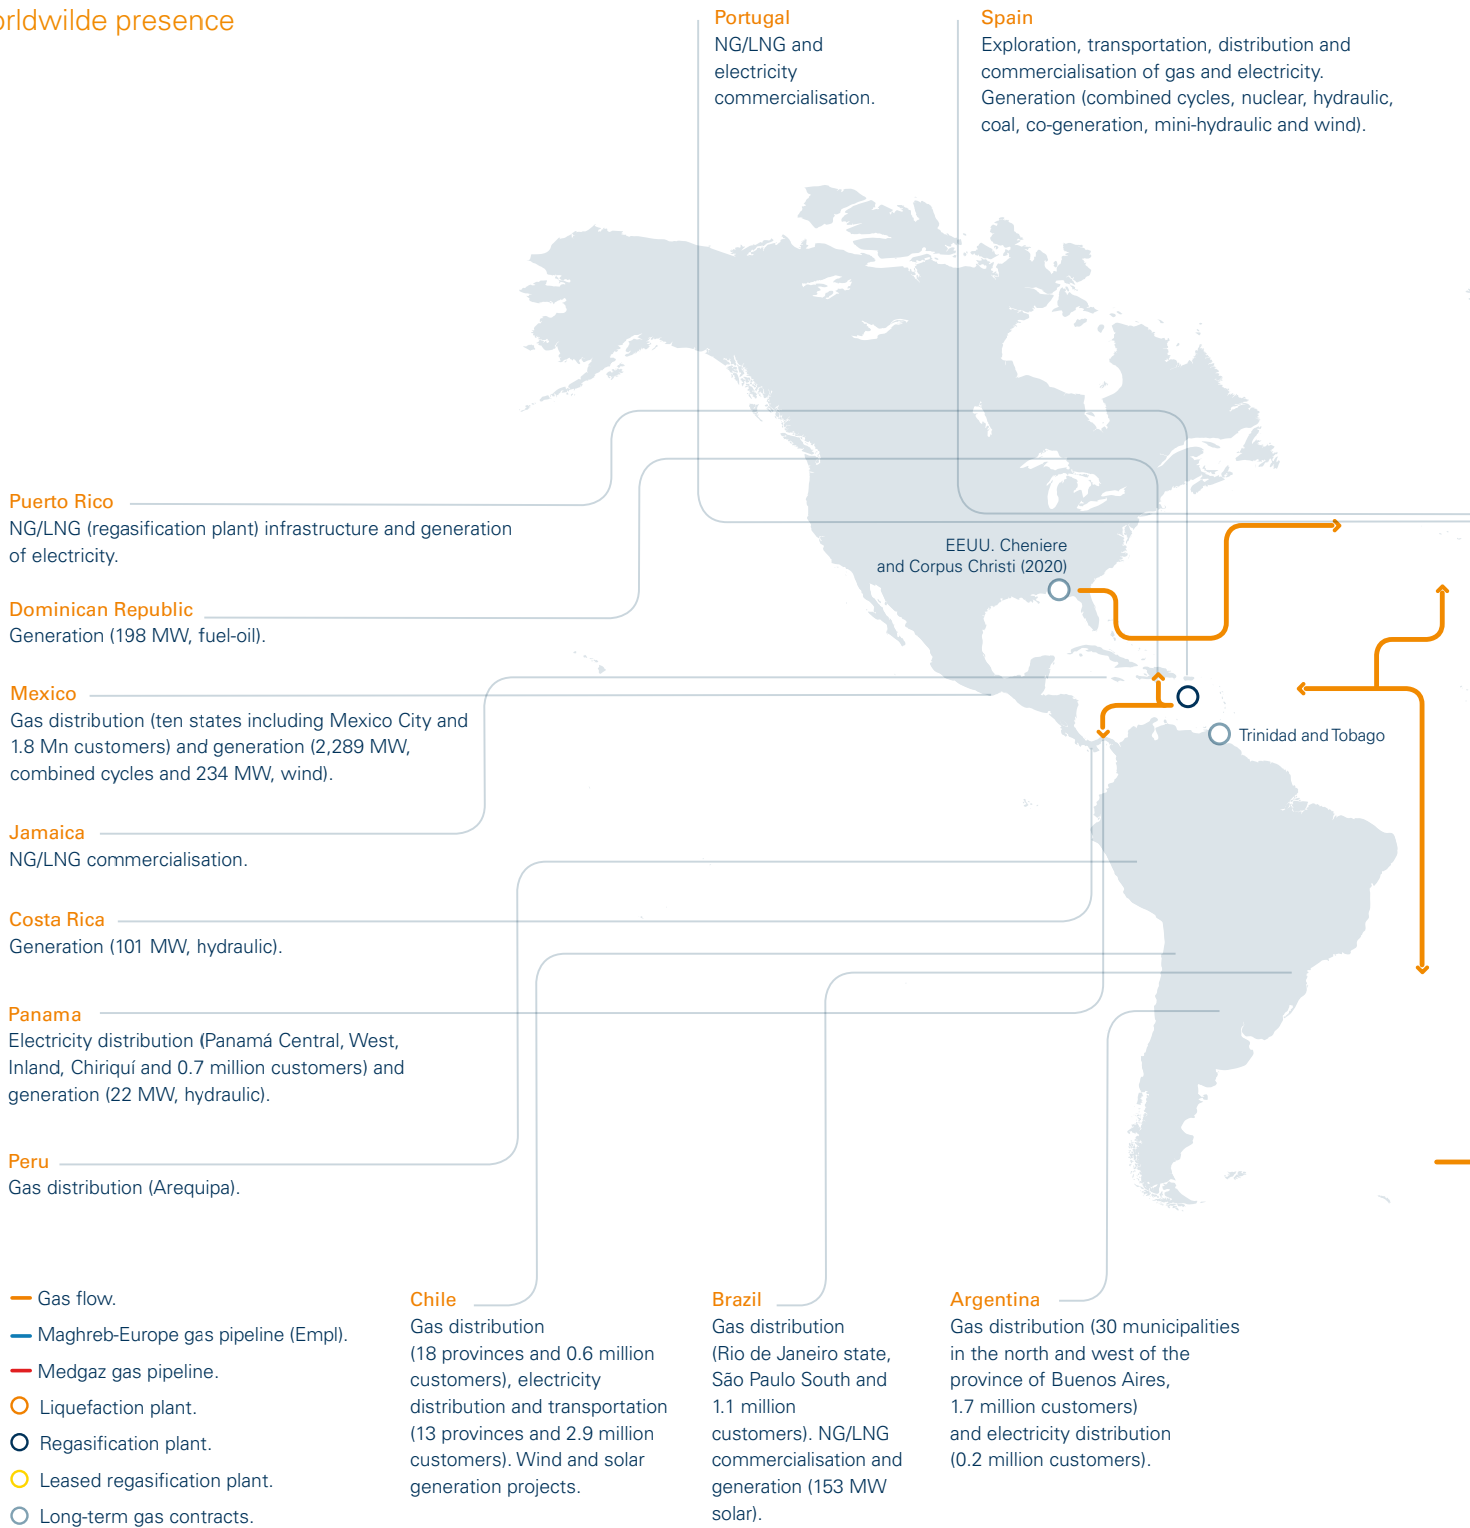 orldwilde presence
Portugal
NG/LNG and
electricity
commercialisation.
Spain
Exploration, transportation, distribution and
commercialisation of gas and electricity.
Generation (combined cycles, nuclear, hydraulic,
coal, co-generation, mini-hydraulic and wind).
Puerto Rico
NG/LNG (regasification plant) infrastructure and generation
of electricity.
EEUU. Cheniere
and Corpus Christi (2020)
Dominican Republic
Generation (198 MW, fuel-oil).
Mexico
Gas distribution (ten states including Mexico City and
1.8 Mn customers) and generation (2,289 MW,
combined cycles and 234 MW, wind).
Trinidad and Tobago
Jamaica
NG/LNG commercialisation.
Costa Rica
Generation (101 MW, hydraulic).
Panama
Electricity distribution (Panamá Central, West,
Inland, Chiriquí and 0.7 million customers) and
generation (22 MW, hydraulic).
Peru
Gas distribution (Arequipa).
Gas flow.
Maghreb-Europe gas pipeline (Empl).
Medgaz gas pipeline.
Liquefaction plant.
Regasification plant.
Leased regasification plant.
Long-term gas contracts.
Chile
Gas distribution
(18 provinces and 0.6 million
customers), electricity
distribution and transportation
(13 provinces and 2.9 million
customers). Wind and solar
generation projects.
Brazil
Gas distribution
(Rio de Janeiro state,
São Paulo South and
1.1 million
customers). NG/LNG
commercialisation and
generation (153 MW
solar).
Argentina
Gas distribution (30 municipalities
in the north and west of the
province of Buenos Aires,
1.7 million customers)
and electricity distribution
(0.2 million customers).